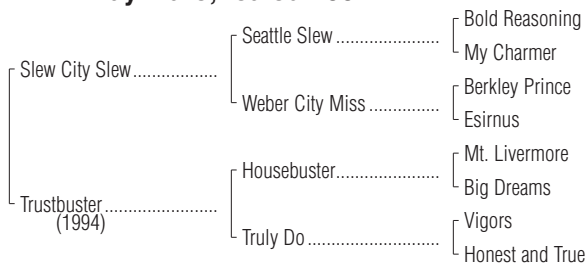 Bold Reasoning
Seattle Slew
My Charmer
Slew City Slew
Berkley Prince
Weber City Miss
Esirnus
Mt. Livermore
Housebuster
Big Dreams
Trustbuster
(1994)
Vigors
Truly Do
Honest and True